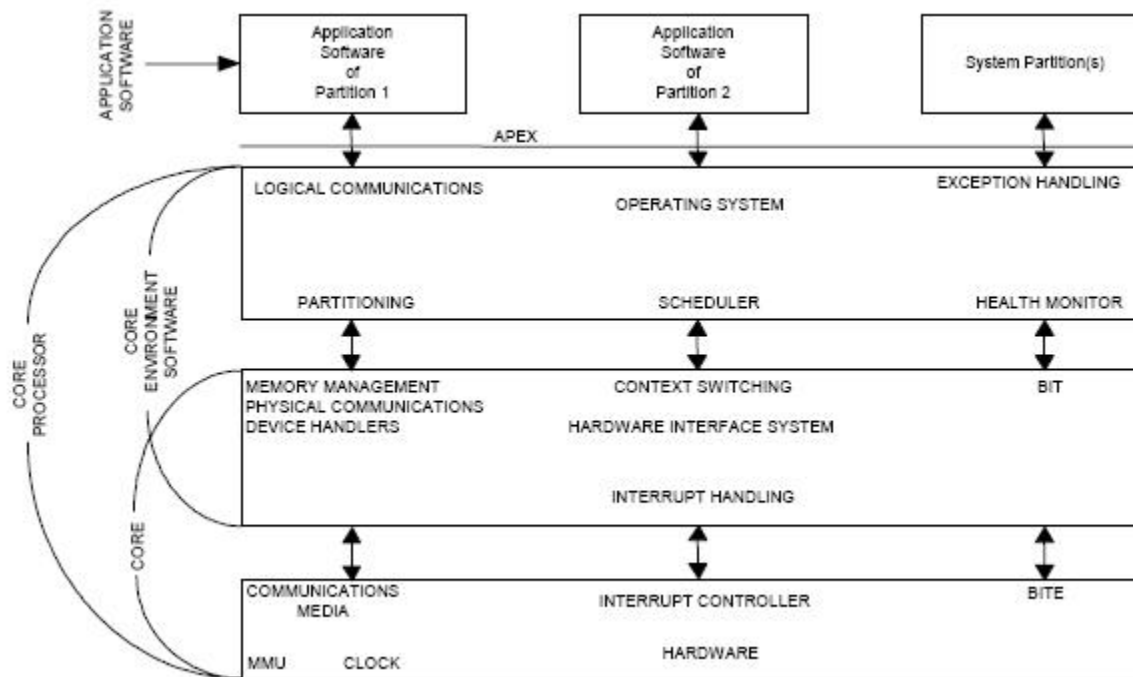 APPLICATION
SOFTWARE
Application
Software
of
Partition 1
Application
Software
of
Partition 2
System Partition(s)
APEX
CORE
PROCESSOR
CORE
ENVIRONMENT
SOFTWARE
LOGICAL COMMUNICATIONS
OPERATING SYSTEM
EXCEPTION HANDLING
PARTITIONING
SCHEDULER
HEALTH MONITOR
MEMORY MANAGEMENT
PHYSICAL COMMUNICATIONS
DEVICE HANDLERS
CONTEXT SWITCHING
HARDWARE INTERFACE SYSTEM
BIT
INTERRUPT HANDLING
CORE
COMMUNICATIONS
MEDIA
INTERRUPT CONTROLLER
BITE
HARDWARE
MMU
CLOCK